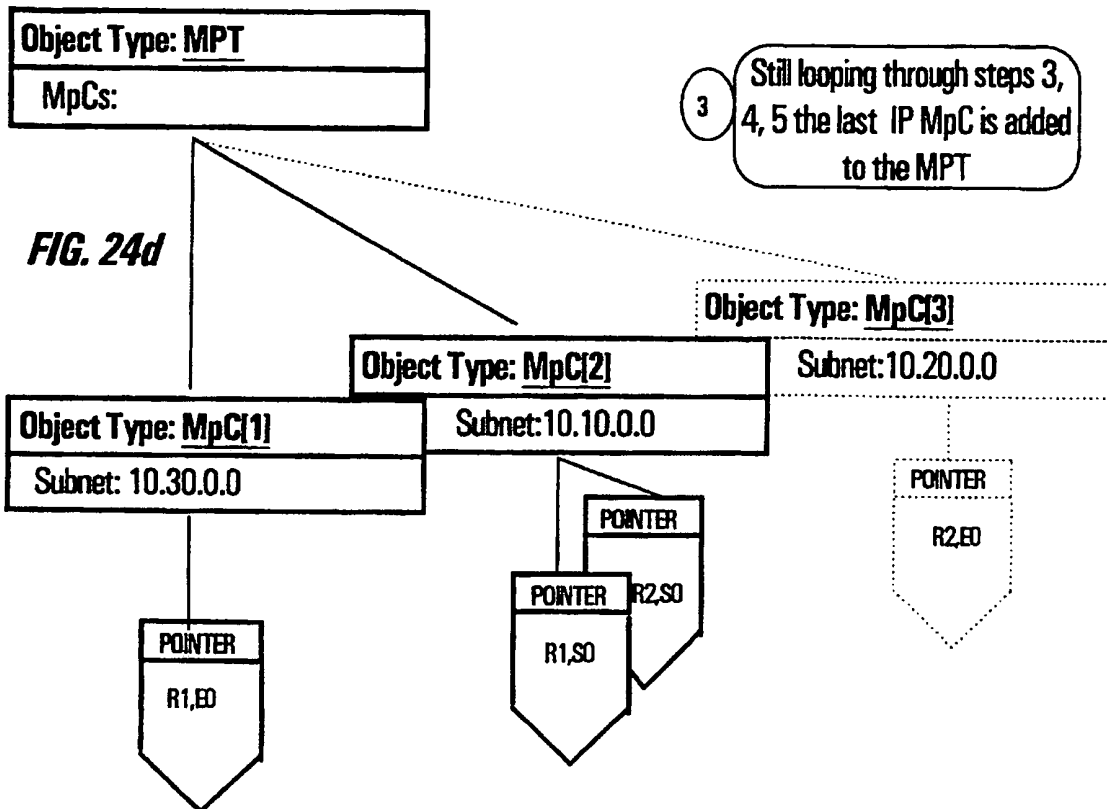 Object Type: MPT
MpCs:
3
Still looping through steps 3,
4, 5 the last IP MpC is added
to the MPT
FIG. 24d
Object Type: MpC[3]
Subnet:10.20.0.0
Object Type: MpC[2]
Subnet:10.10.0.0
Object Type: MpC[1]
Subnet: 10.30.0.0
POINTER
R2,E0
POINTER
R2,S0
POINTER
R1,S0
POINTER
R1,E0